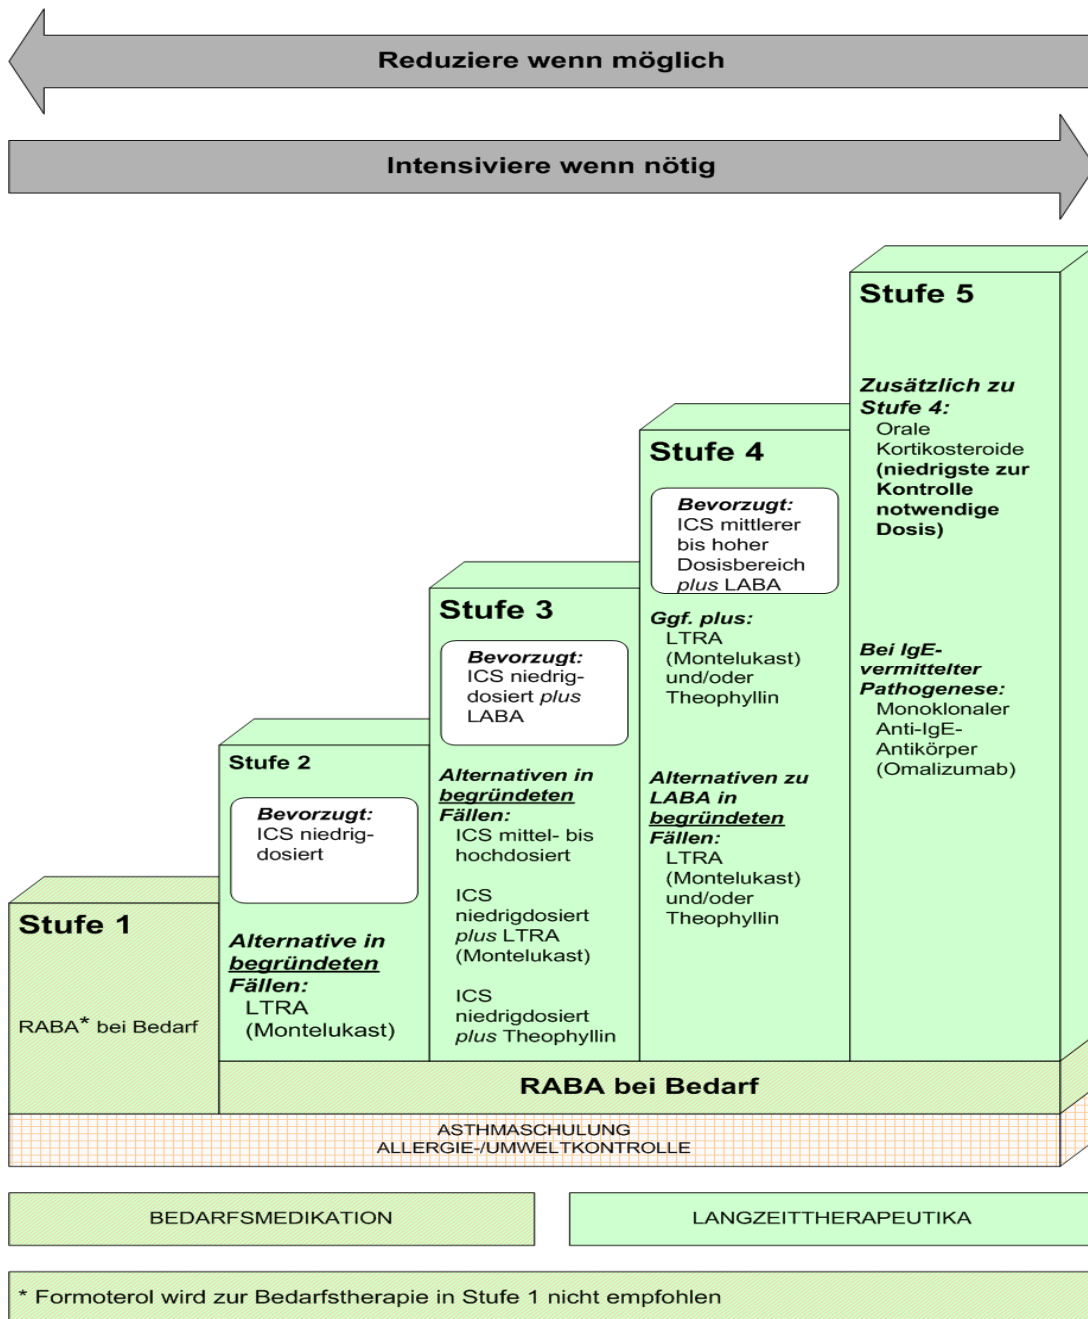 Reduziere wenn möglich
Intensiviere wenn nötig
Stufe 1
RABA* bei Bedarf
Stufe 2
Bevorzugt:
ICS niedrig-
dosiert
Alternative in
begründeten
Fällen:
LTRA
(Montelukast)
Stufe 3
Bevorzugt:
ICS niedrig-
dosiert plus
LABA
Alternativen in
begründeten
Fällen:
ICS mittel- bis
hochdosiert
ICS
niedrigdosiert
plus LTRA
(Montelukast)
ICS
niedrigdosiert
plus Theophyllin
Stufe 4
Bevorzugt:
ICS mittlerer
bis hoher
Dosisbereich
plus LABA
Ggf. plus:
LTRA
(Montelukast)
und/oder
Theophyllin
Alternativen zu
LABA in
begründeten
Fällen:
LTRA
(Montelukast)
und/oder
Theophyllin
Stufe 5
Zusätzlich zu
Stufe 4:
Orale
Kortikosteroide
(niedrigste zur
Kontrolle
notwendige
Dosis)
Bei IgE-
vermittelter
Pathogenese:
Monoklonaler
Anti-IgE-
Antikörper
(Omalizumab)
RABA bei Bedarf
ASTHMASCHULUNG
ALLERGIE-/UMWELTKONTROLLE
BEDARFSMEDIKATION
LANGZEITTHERAPEUTIKA
* Formoterol wird zur Bedarfstherapie in Stufe 1 nicht empfohlen